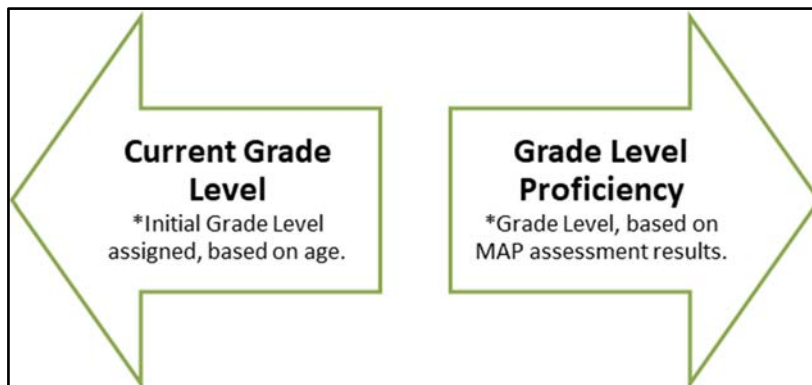 Current Grade
Level
*Initial Grade Level
assigned, based on age.
Grade Level
Proficiency
*Grade Level, based on
MAP assessment results.